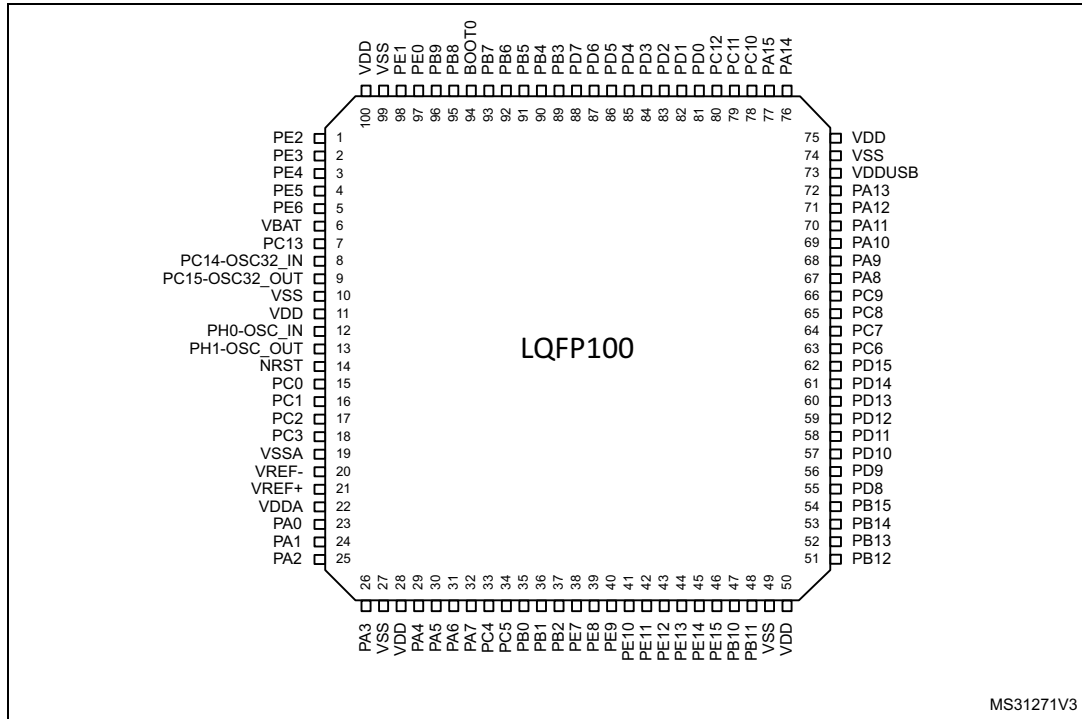 VDD VSS PE1 PE0 PB9 PB8 BOOT0 PB7 PB6 PB5 PB4 PB3 PD7 PD6 PD5 PD4 PD3 PD2 PD1 PD0 PC12 PC11 PC10 PA15 PA14
100 99 98 97 96 95 94 93 92 91 90 89 88 87 86 85 84 83 82 81 80 79 78 77 76
PE2 1
PE3 2
PE4 3
PE5 4
PE6 5
VBAT 6
PC13 7
PC14-OSC32_IN 8
PC15-OSC32_OUT 9
VSS 10
VDD 11
PH0-OSC_IN 12
PH1-OSC_OUT 13
NRST 14
PC0 15
PC1 16
PC2 17
PC3 18
VSSA 19
VREF- 20
VREF+ 21
VDDA 22
PA0 23
PA1 24
PA2 25
LQFP100
75 VDD
74 VSS
73 VDDUSB
72 PA13
71 PA12
70 PA11
69 PA10
68 PA9
67 PA8
66 PC9
65 PC8
64 PC7
63 PC6
62 PD15
61 PD14
60 PD13
59 PD12
58 PD11
57 PD10
56 PD9
55 PD8
54 PB15
53 PB14
52 PB13
51 PB12
26 27 28 29 30 31 32 33 34 35 36 37 38 39 40 41 42 43 44 45 46 47 48 49 50
PA3 VSS VDD PA4 PA5 PA6 PA7 PC4 PC5 PB0 PB1 PB2 PE7 PE8 PE9 PE10 PE11 PE12 PE13 PE14 PE15 PB10 PB11 VSS VDD
MS31271V3